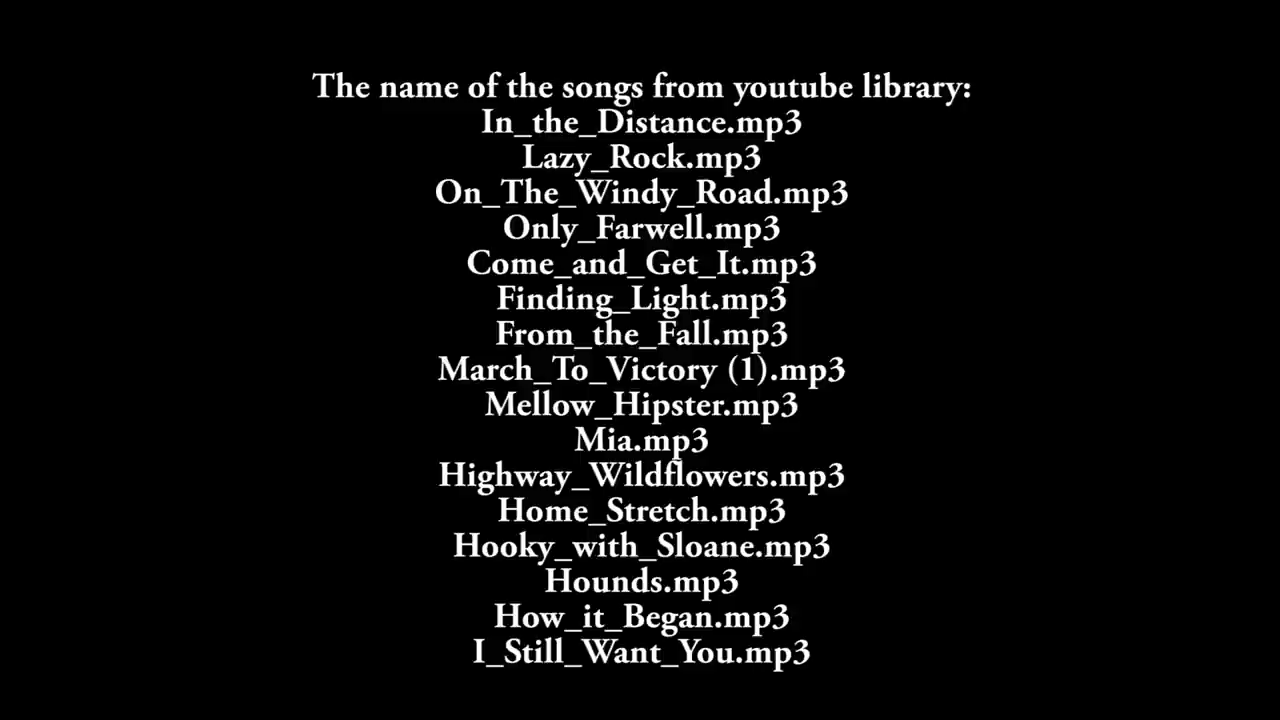 The name of the songs from youtube library:
In_the_Distance.mp3
Lazy_Rock.mp3
On_The_Windy_Road.mp3
Only_Farwell.mp3
Come_and_Get_It.mp3
Finding_Light.mp3
From_the_Fall.mp3
March_To_Victory (1).mp3
Mellow_Hipster.mp3
Mia.mp3
Highway_Wildflowers.mp3
Home_Stretch.mp3
Hooky_with_Sloane.mp3
Hounds.mp3
How_it_Began.mp3
I_Still_Want_You.mp3